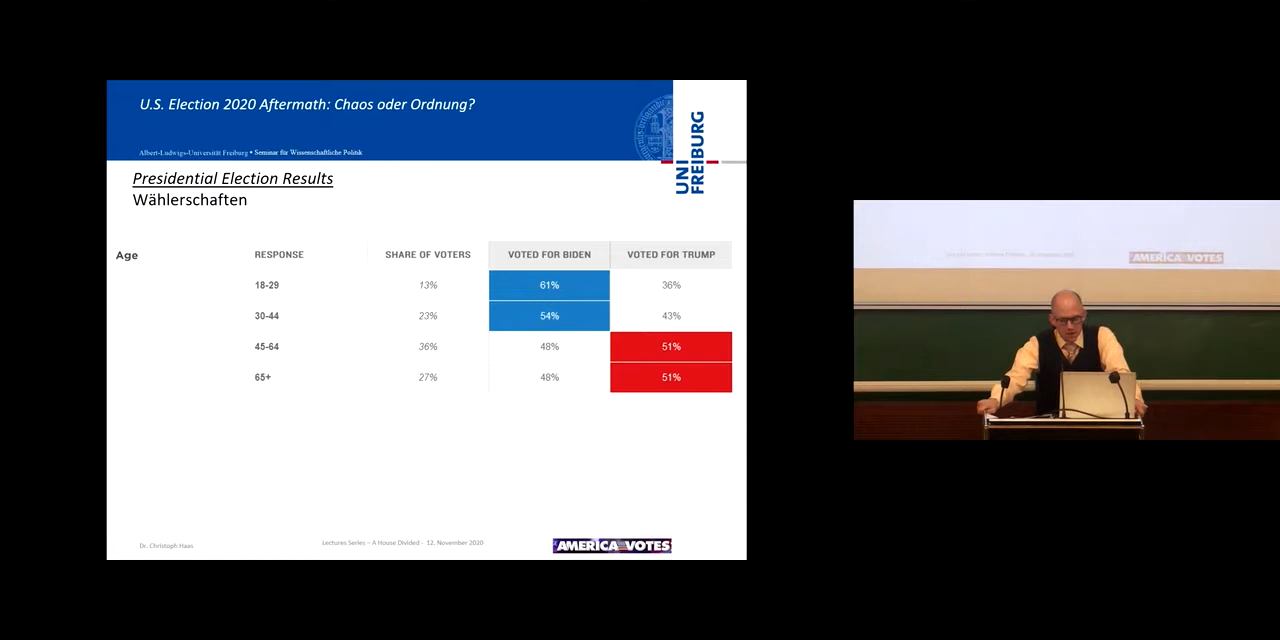 U.S. Election 2020 Aftermath: Chaos oder Ordnung?
Albert-Ludwigs-Universität Freiburg • Seminar für Wissenschaftliche Politik
UNI
FREIBURG
Presidential Election Results
Wählerschaften
Age RESPONSE SHARE OF VOTERS VOTED FOR BIDEN VOTED FOR TRUMP
18-29 13% 61% 36%
30-44 23% 54% 43%
45-64 36% 48% 51%
65+ 27% 48% 51%
Dr. Christoph Haas Lectures Series – A House Divided - 12. November 2020 AMERICA VOTES
AMERICA VOTES